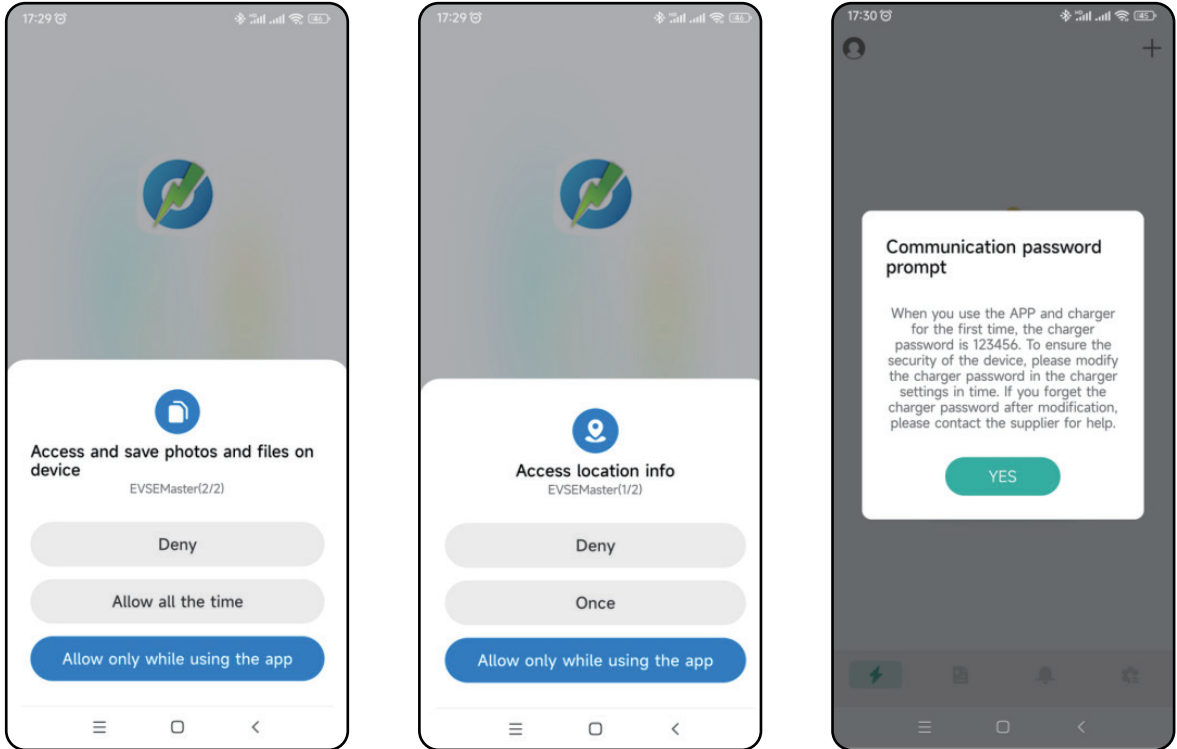 17:29
46
Access and save photos and files on
device
EVSEMaster(2/2)
Deny
Allow all the time
Allow only while using the app
17:29
46
Access location info
EVSEMaster(1/2)
Deny
Once
Allow only while using the app
17:30
45
Communication password
prompt
When you use the APP and charger
for the first time, the charger
password is 123456. To ensure the
security of the device, please modify
the charger password in the charger
settings in time. If you forget the
charger password after modification,
please contact the supplier for help.
YES